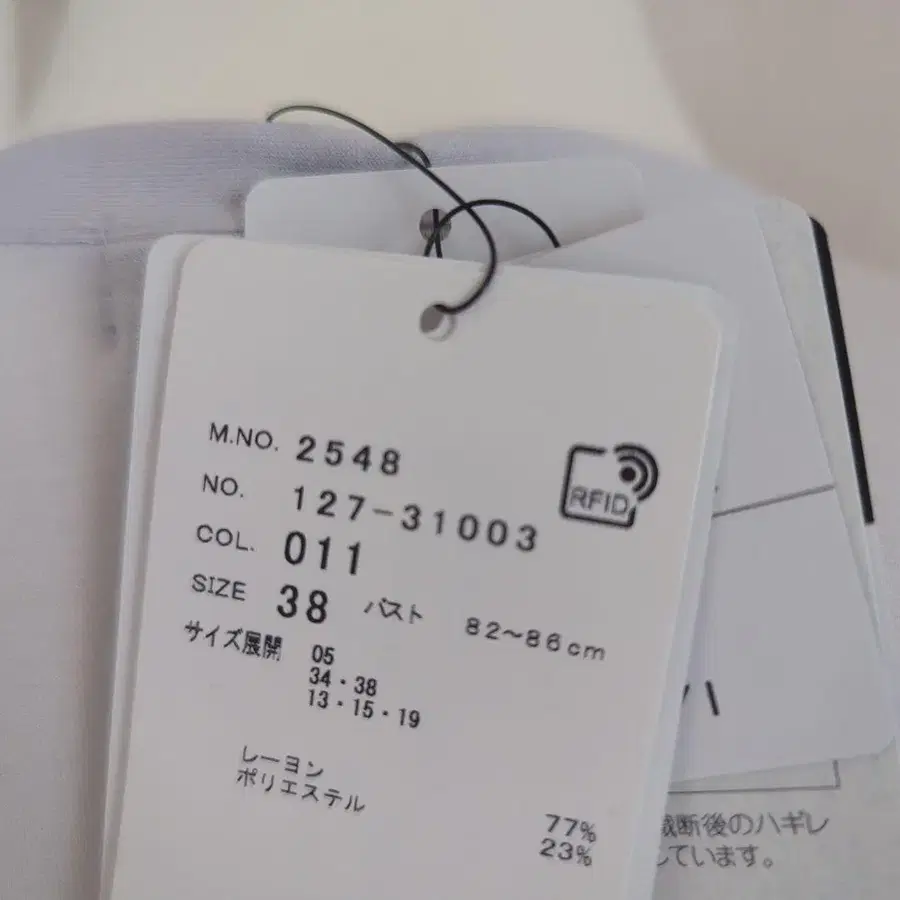 M.NO. 2548
NO. 127-31003
COL. 011
SIZE 38 バスト 82~86cm
サイズ展開 05
34・38
13・15・19
RFID
レーヨン 77%
ポリエステル 23%
裁断後のハギレ
しています。